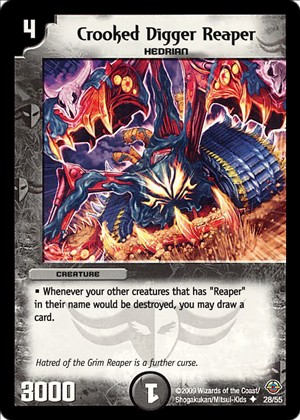 4
Crooked Digger Reaper
HEDRIAN
CREATURE
▪ Whenever your other creatures that has "Reaper"
in their name would be destroyed, you may draw a
card.
Hatred of the Grim Reaper is a further curse.
3000
1
©2009 Wizards of the Coast/
Shogakukan/Mitsui-Kids ♦ 28/55